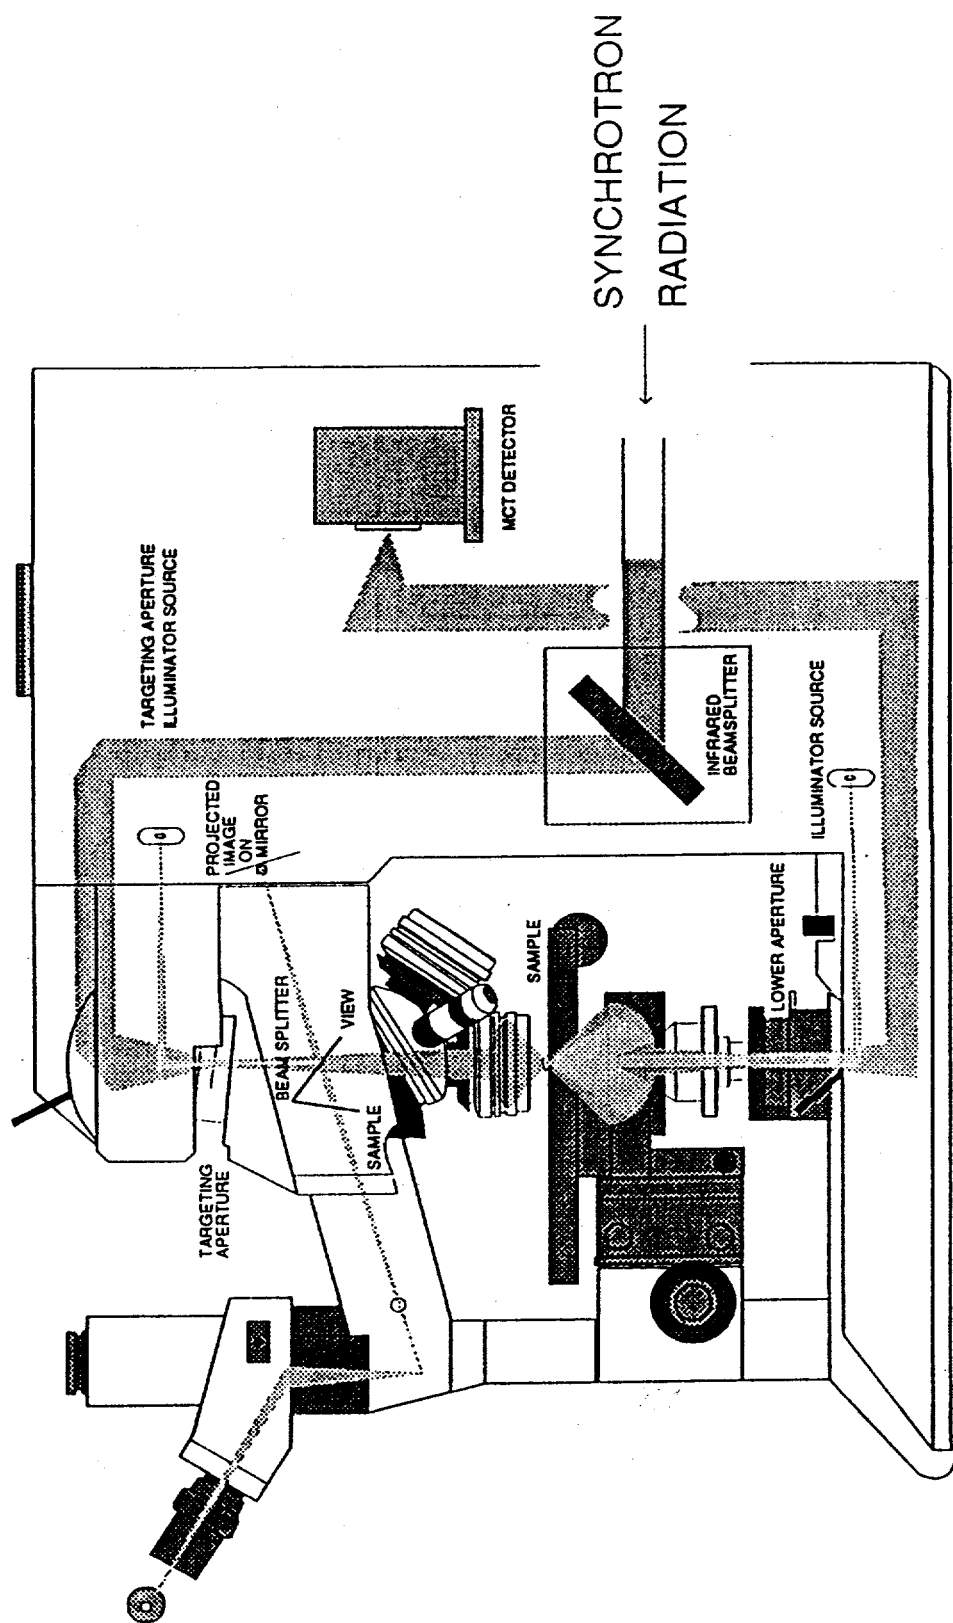 SYNCHROTRON
RADIATION
TARGETING APERTURE
ILLUMINATOR SOURCE
MCT DETECTOR
PROJECTED
IMAGE
ON
MIRROR
INFRARED
BEAMSPLITTER
ILLUMINATOR SOURCE
BEAM SPLITTER
VIEW
SAMPLE
SAMPLE
LOWER APERTURE
TARGETING
APERTURE